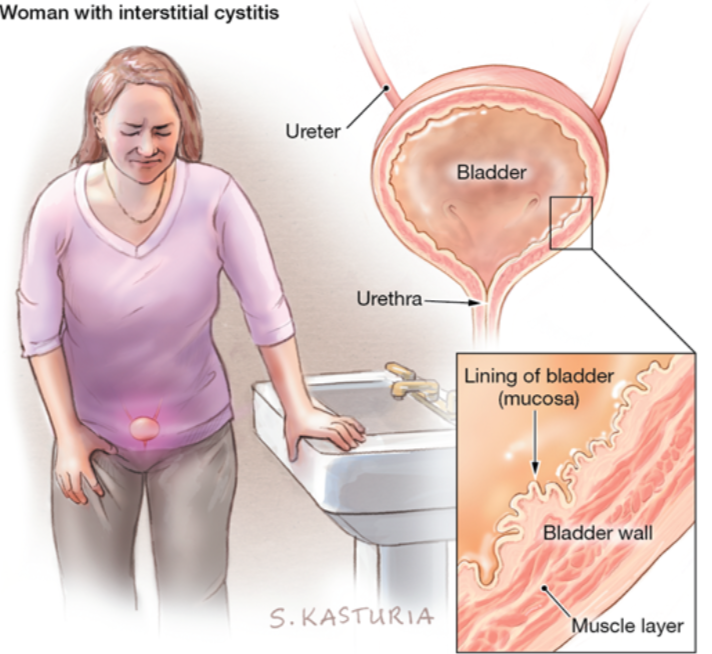 Woman with interstitial cystitis
Ureter
Bladder
Urethra
Lining of bladder
(mucosa)
Bladder wall
Muscle layer
S. KASTURIA